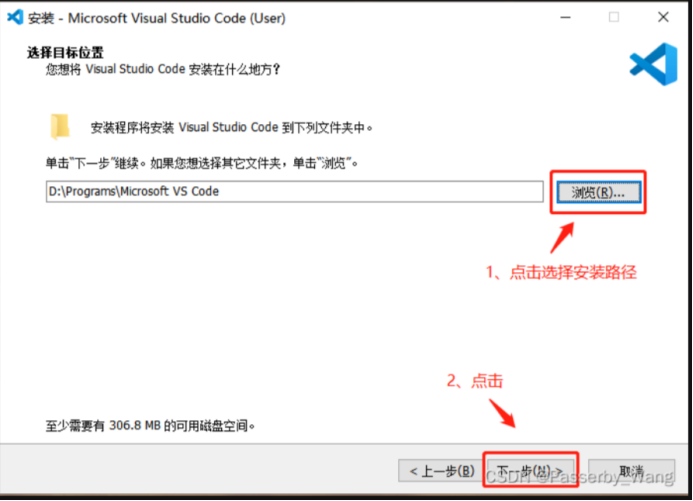 安装 - Microsoft Visual Studio Code (User)
选择目标位置
您想将 Visual Studio Code 安装在什么地方?
安装程序将安装 Visual Studio Code 到下列文件夹中。
单击"下一步"继续。如果您想选择其它文件夹，单击"浏览"。
D:\Programs\Microsoft VS Code
浏览(R)...
1、点击选择安装路径
2、点击
至少需要有 306.8 MB 的可用磁盘空间。
< 上一步(B)
下一步(N) >
取消
CSDN @Passerby_Wang